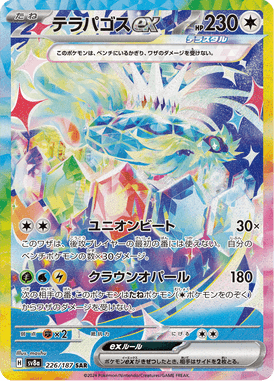 たね テラパゴスex HP230
テラスタル
このポケモンは、ベンチにいるかぎり、ワザのダメージを受けない。
ユニオンビート 30×
このワザは、後攻プレイヤーの最初の番には使えない。自分の
ベンチポケモンの数×30ダメージ。
クラウンオパール 180
次の相手の番、このポケモンはたねポケモン(無色をのぞく)から
ワザのダメージを受けない。
弱点 ×2 抵抗力 にげる
exルール
ポケモンexがきぜつしたとき、相手はサイドを2枚とる。
H sv8a 226/187 SAR
©2024 Pokémon/Nintendo/Creatures/GAME FREAK.